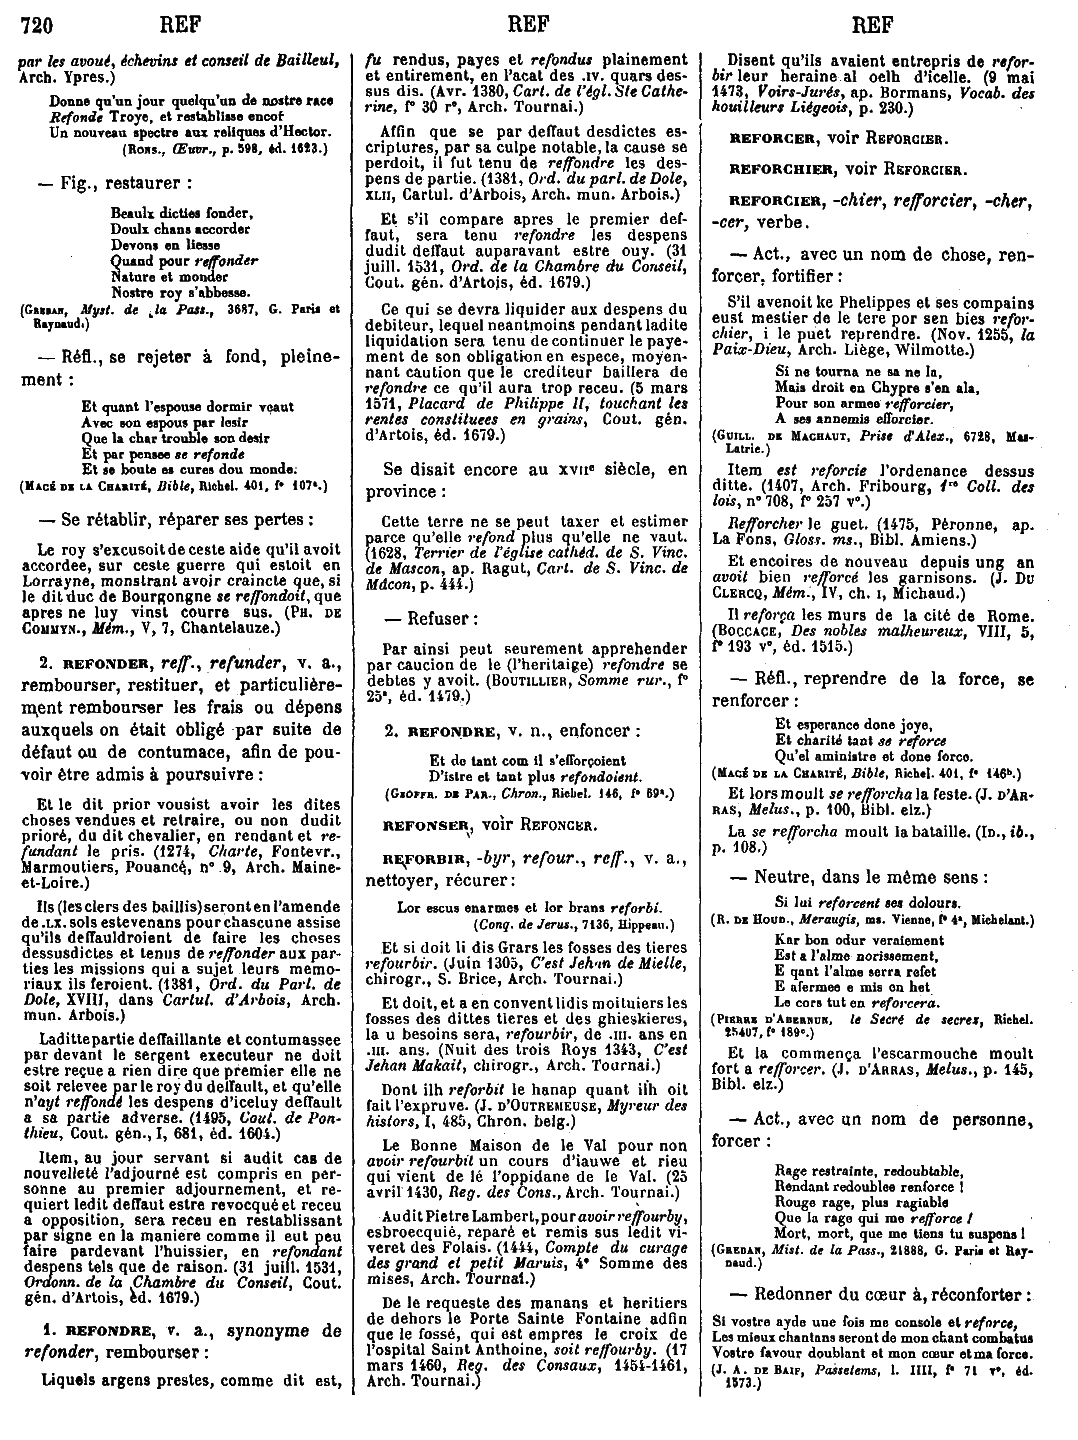 720 REF REF REF
par les avoué, échevins et conseil de Bailleul,
Arch. Ypres.)
Donne qu'un jour quelqu'un de nostre race
Refonde Troye, et restablisse encor
Un nouveau spectre aux reliques d'Hector.
(Rons., Œuvr., p. 598, éd. 1623.)
— Fig., restaurer :
Beaulx dicties fonder,
Doulx chans accorder
Devons en liesse
Quand pour reffonder
Nature et monder
Nostre roy s'abbesse.
(Greban, Myst. de la Pass., 3687, G. Paris et
Raynaud.)
— Réfl., se rejeter à fond, pleine-
ment :
Et quant l'espouse dormir veaut
Avec son espous par lesir
Que la char trouble son desir
Et par pensee se refonde
Et se boute es cures dou monde.
(Macé de la Charité, Bible, Richel. 401, f° 107ᵃ.)
— Se rétablir, réparer ses pertes :
Le roy s'excusoit de ceste aide qu'il avoit
accordee, sur ceste guerre qui estoit en
Lorrayne, monstrant avoir craincte que, si
le dit duc de Bourgongne se reffondoit, que
apres ne luy vinst courre sus. (Ph. de
Commyn., Mém., V, 7, Chantelauze.)
2. REFONDER, reff., refunder, v. a.,
rembourser, restituer, et particulière-
ment rembourser les frais ou dépens
auxquels on était obligé par suite de
défaut ou de contumace, afin de pou-
voir être admis à poursuivre :
Et le dit prior vousist avoir les dites
choses vendues et retraire, ou non dudit
prioré, du dit chevalier, en rendant et re-
fundant le pris. (1274, Charte, Fontevr.,
Marmoutiers, Pouancé, n° 9, Arch. Maine-
et-Loire.)
Ils (les clers des baillis) seront en l'amende
de .LX. sols estevenans pour chascune assise
qu'ils deffauldroient de faire les choses
dessusdictes et tenus de reffonder aux par-
ties les missions qui a sujet leurs memo-
riaux ils feroient. (1381, Ord. du Parl. de
Dole, XVIII, dans Cartul. d'Arbois, Arch.
mun. Arbois.)
Laditte partie deffaillante et contumassee
par devant le sergent executeur ne doit
estre reçue a rien dire que premier elle ne
soit relevee par le roy du deffault, et qu'elle
n'ayt reffondé les despens d'iceluy deffault
a sa partie adverse. (1495, Cout. de Pon-
thieu, Cout. gén., I, 681, éd. 1604.)
Item, au jour servant si audit cas de
nouvelleté l'adjourné est compris en per-
sonne au premier adjournement, et re-
quiert ledit deffaut estre revocqué et receu
a opposition, sera receu en restablissant
par signe en la maniere comme il eut peu
faire pardevant l'huissier, en refondant
despens tels que de raison. (31 juill. 1531,
Ordonn. de la Chambre du Conseil, Cout.
gén. d'Artois, éd. 1679.)
1. REFONDRE, v. a., synonyme de
refonder, rembourser :
Liquels argens prestes, comme dit est,
fu rendus, payes et refondus plainement
et entirement, en l'acat des .IV. quars des-
sus dis. (Avr. 1380, Cart. de l'égl. Ste Cathe-
rine, f° 30 r°, Arch. Tournai.)
Affin que se par deffaut desdictes es-
criptures, par sa culpe notable, la cause se
perdoit, il fut tenu de reffondre les des-
pens de partie. (1381, Ord. du parl. de Dole,
XLII, Cartul. d'Arbois, Arch. mun. Arbois.)
Et s'il compare apres le premier def-
faut, sera tenu refondre les despens
dudit deffaut auparavant estre ouy. (31
juill. 1531, Ord. de la Chambre du Conseil,
Cout. gén. d'Artois, éd. 1679.)
Ce qui se devra liquider aux despens du
debiteur, lequel neantmoins pendant ladite
liquidation sera tenu de continuer le paye-
ment de son obligation en espece, moyen-
nant caution que le crediteur baillera de
refondre ce qu'il aura trop receu. (5 mars
1571, Placard de Philippe II, touchant les
rentes constituees en grains, Cout. gén.
d'Artois, éd. 1679.)
Se disait encore au XVIIᵉ siècle, en
province :
Cette terre ne se peut taxer et estimer
parce qu'elle refond plus qu'elle ne vaut.
(1628, Terrier de l'église cathéd. de S. Vinc.
de Mascon, ap. Ragut, Cart. de S. Vinc. de
Mâcon, p. 444.)
— Refuser :
Par ainsi peut seurement apprehender
par caucion de le (l'heritaige) refondre se
debtes y avoit. (Boutillier, Somme rur., f°
25ᵃ, éd. 1479.)
2. REFONDRE, v. n., enfoncer :
Et de tant com il s'efforçoient
D'istre et tant plus refondoient.
(Geoffr. de Par., Chron., Richel. 146, f° 69ᵃ.)
REFONSER, voir Refoncer.
REFORBIR, -byr, refour., reff., v. a.,
nettoyer, récurer :
Lor escus enarmes et lor brans reforbi.
(Conq. de Jerus., 7136, Hippeau.)
Et si doit li dis Grars les fosses des tieres
refourbir. (Juin 1305, C'est Jehan de Mielle,
chirogr., S. Brice, Arch. Tournai.)
Et doit, et a en convent li dis moituiers les
fosses des dittes tieres et des ghieskieres,
la u besoins sera, refourbir, de .III. ans en
.III. ans. (Nuit des trois Roys 1343, C'est
Jehan Makait, chirogr., Arch. Tournai.)
Dont ilh reforbit le hanap quant ilh oit
fait l'expruve. (J. d'Outremeuse, Myreur des
histors, I, 485, Chron. belg.)
Le Bonne Maison de le Val pour non
avoir refourbit un cours d'iauwe et rieu
qui vient de lé l'oppidane de le Val. (25
avril 1430, Reg. des Cons., Arch. Tournai.)
Audit Pietre Lambert, pour avoir reffourby,
esbroecquié, reparé et remis sus ledit vi-
veret des Folais. (1444, Compte du curage
des grand et petit Maruis, 4ᵉ Somme des
mises, Arch. Tournai.)
De le requeste des manans et heritiers
de dehors le Porte Sainte Fontaine adfin
que le fossé, qui est empres le croix de
l'ospital Saint Anthoine, soit reffourby. (17
mars 1460, Reg. des Consaux, 1454-1461,
Arch. Tournai.)
Disent qu'ils avaient entrepris de refor-
bir leur heraine al oelh d'icelle. (9 mai
1473, Voirs-Jurés, ap. Bormans, Vocab. des
houilleurs Liégeois, p. 230.)
REFORCER, voir Reforcier.
REFORCHIER, voir Reforcier.
REFORCIER, -chier, refforcier, -cher,
-cer, verbe.
— Act., avec un nom de chose, ren-
forcer, fortifier :
S'il avenoit ke Phelippes et ses compains
eust mestier de le tere por sen bies refor-
chier, i le puet reprendre. (Nov. 1255, la
Paix-Dieu, Arch. Liège, Wilmotte.)
Si ne tourna ne sa ne la,
Mais droit en Chypre s'en ala,
Pour son armee refforcier,
A ses annemis efforcier.
(Guill. de Machaut, Prise d'Alex., 6728, Mas-
Latrie.)
Item est reforcie l'ordenance dessus
ditte. (1407, Arch. Fribourg, 1ʳᵉ Coll. des
lois, n° 708, f° 257 v°.)
Refforcher le guet. (1475, Péronne, ap.
La Fons, Gloss. ms., Bibl. Amiens.)
Et encoires de nouveau depuis ung an
avoit bien refforcé les garnisons. (J. Du
Clercq, Mém., IV, ch. I, Michaud.)
Il reforça les murs de la cité de Rome.
(Boccace, Des nobles malheureux, VIII, 5,
f° 193 v°, éd. 1515.)
— Réfl., reprendre de la force, se
renforcer :
Et esperance done joye,
Et charité tant se reforce
Qu'el aministre et done force.
(Macé de la Charité, Bible, Richel. 401, f° 146ᵇ.)
Et lors moult se refforcha la feste. (J. d'Ar-
ras, Melus., p. 100, Bibl. elz.)
La se refforcha moult la bataille. (Id., ib.,
p. 108.)
— Neutre, dans le même sens :
Si lui reforcent ses dolours.
(R. de Houd., Meraugis, ms. Vienne, f° 4ᵃ, Michelant.)
Kar bon odur veraiement
Est a l'alme norissement,
E qant l'alme serra refet
E afermee e mis on het
Le cors tut en reforcera.
(Pierre d'Abernun, le Secré de secrez, Richel.
25407, f° 189ᶜ.)
Et la commença l'escarmouche moult
fort a refforcer. (J. d'Arras, Melus., p. 145,
Bibl. elz.)
— Act., avec un nom de personne,
forcer :
Rage restrainte, redoubtable,
Rendant redoublee renforce !
Rouge rage, plus ragiable
Que la rage qui me refforce !
Mort, mort, que me tiens tu suspens !
(Greban, Mist. de la Pass., 21888, G. Paris et Ray-
naud.)
— Redonner du cœur à, réconforter :
Si vostre ayde une fois me console et reforce,
Les mieux chantans seront de mon chant combatus
Vostre favour doublant et mon cœur et ma force.
(J. A. de Baif, Passetems, l. IIII, f° 71 v°, éd.
1573.)